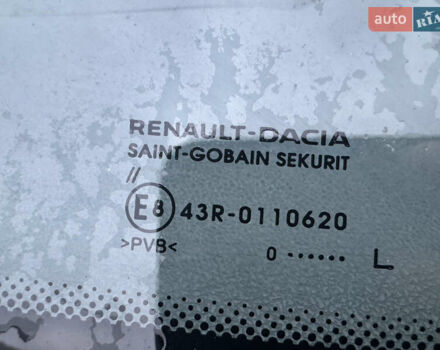 auto RIA
RENAULT-DACIA
SAINT-GOBAIN SEKURIT
//
E8 43R-0110620
>PVB<
0 ······ L